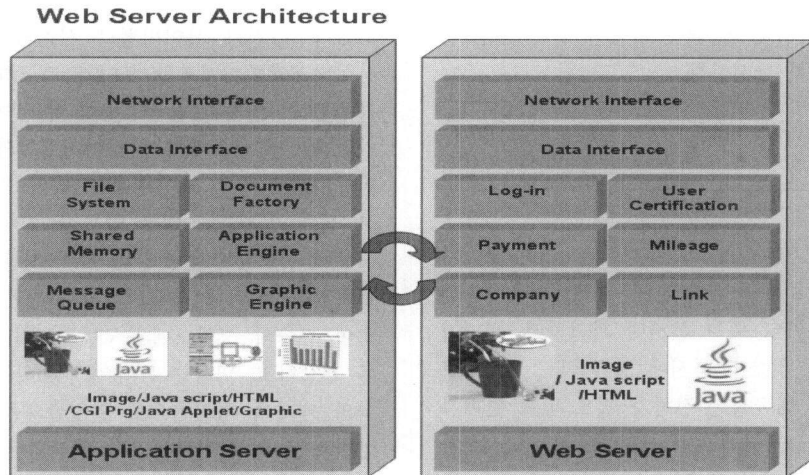 Web Server Architecture
Network Interface
Data Interface
File
System
Document
Factory
Shared
Memory
Application
Engine
Message
Queue
Graphic
Engine
Java
Image/Java script/HTML
/CGI Prg/Java Applet/Graphic
Application Server
Network Interface
Data Interface
Log-in
User
Certification
Payment
Mileage
Company
Link
Image
/ Java script
/HTML
Java
Web Server